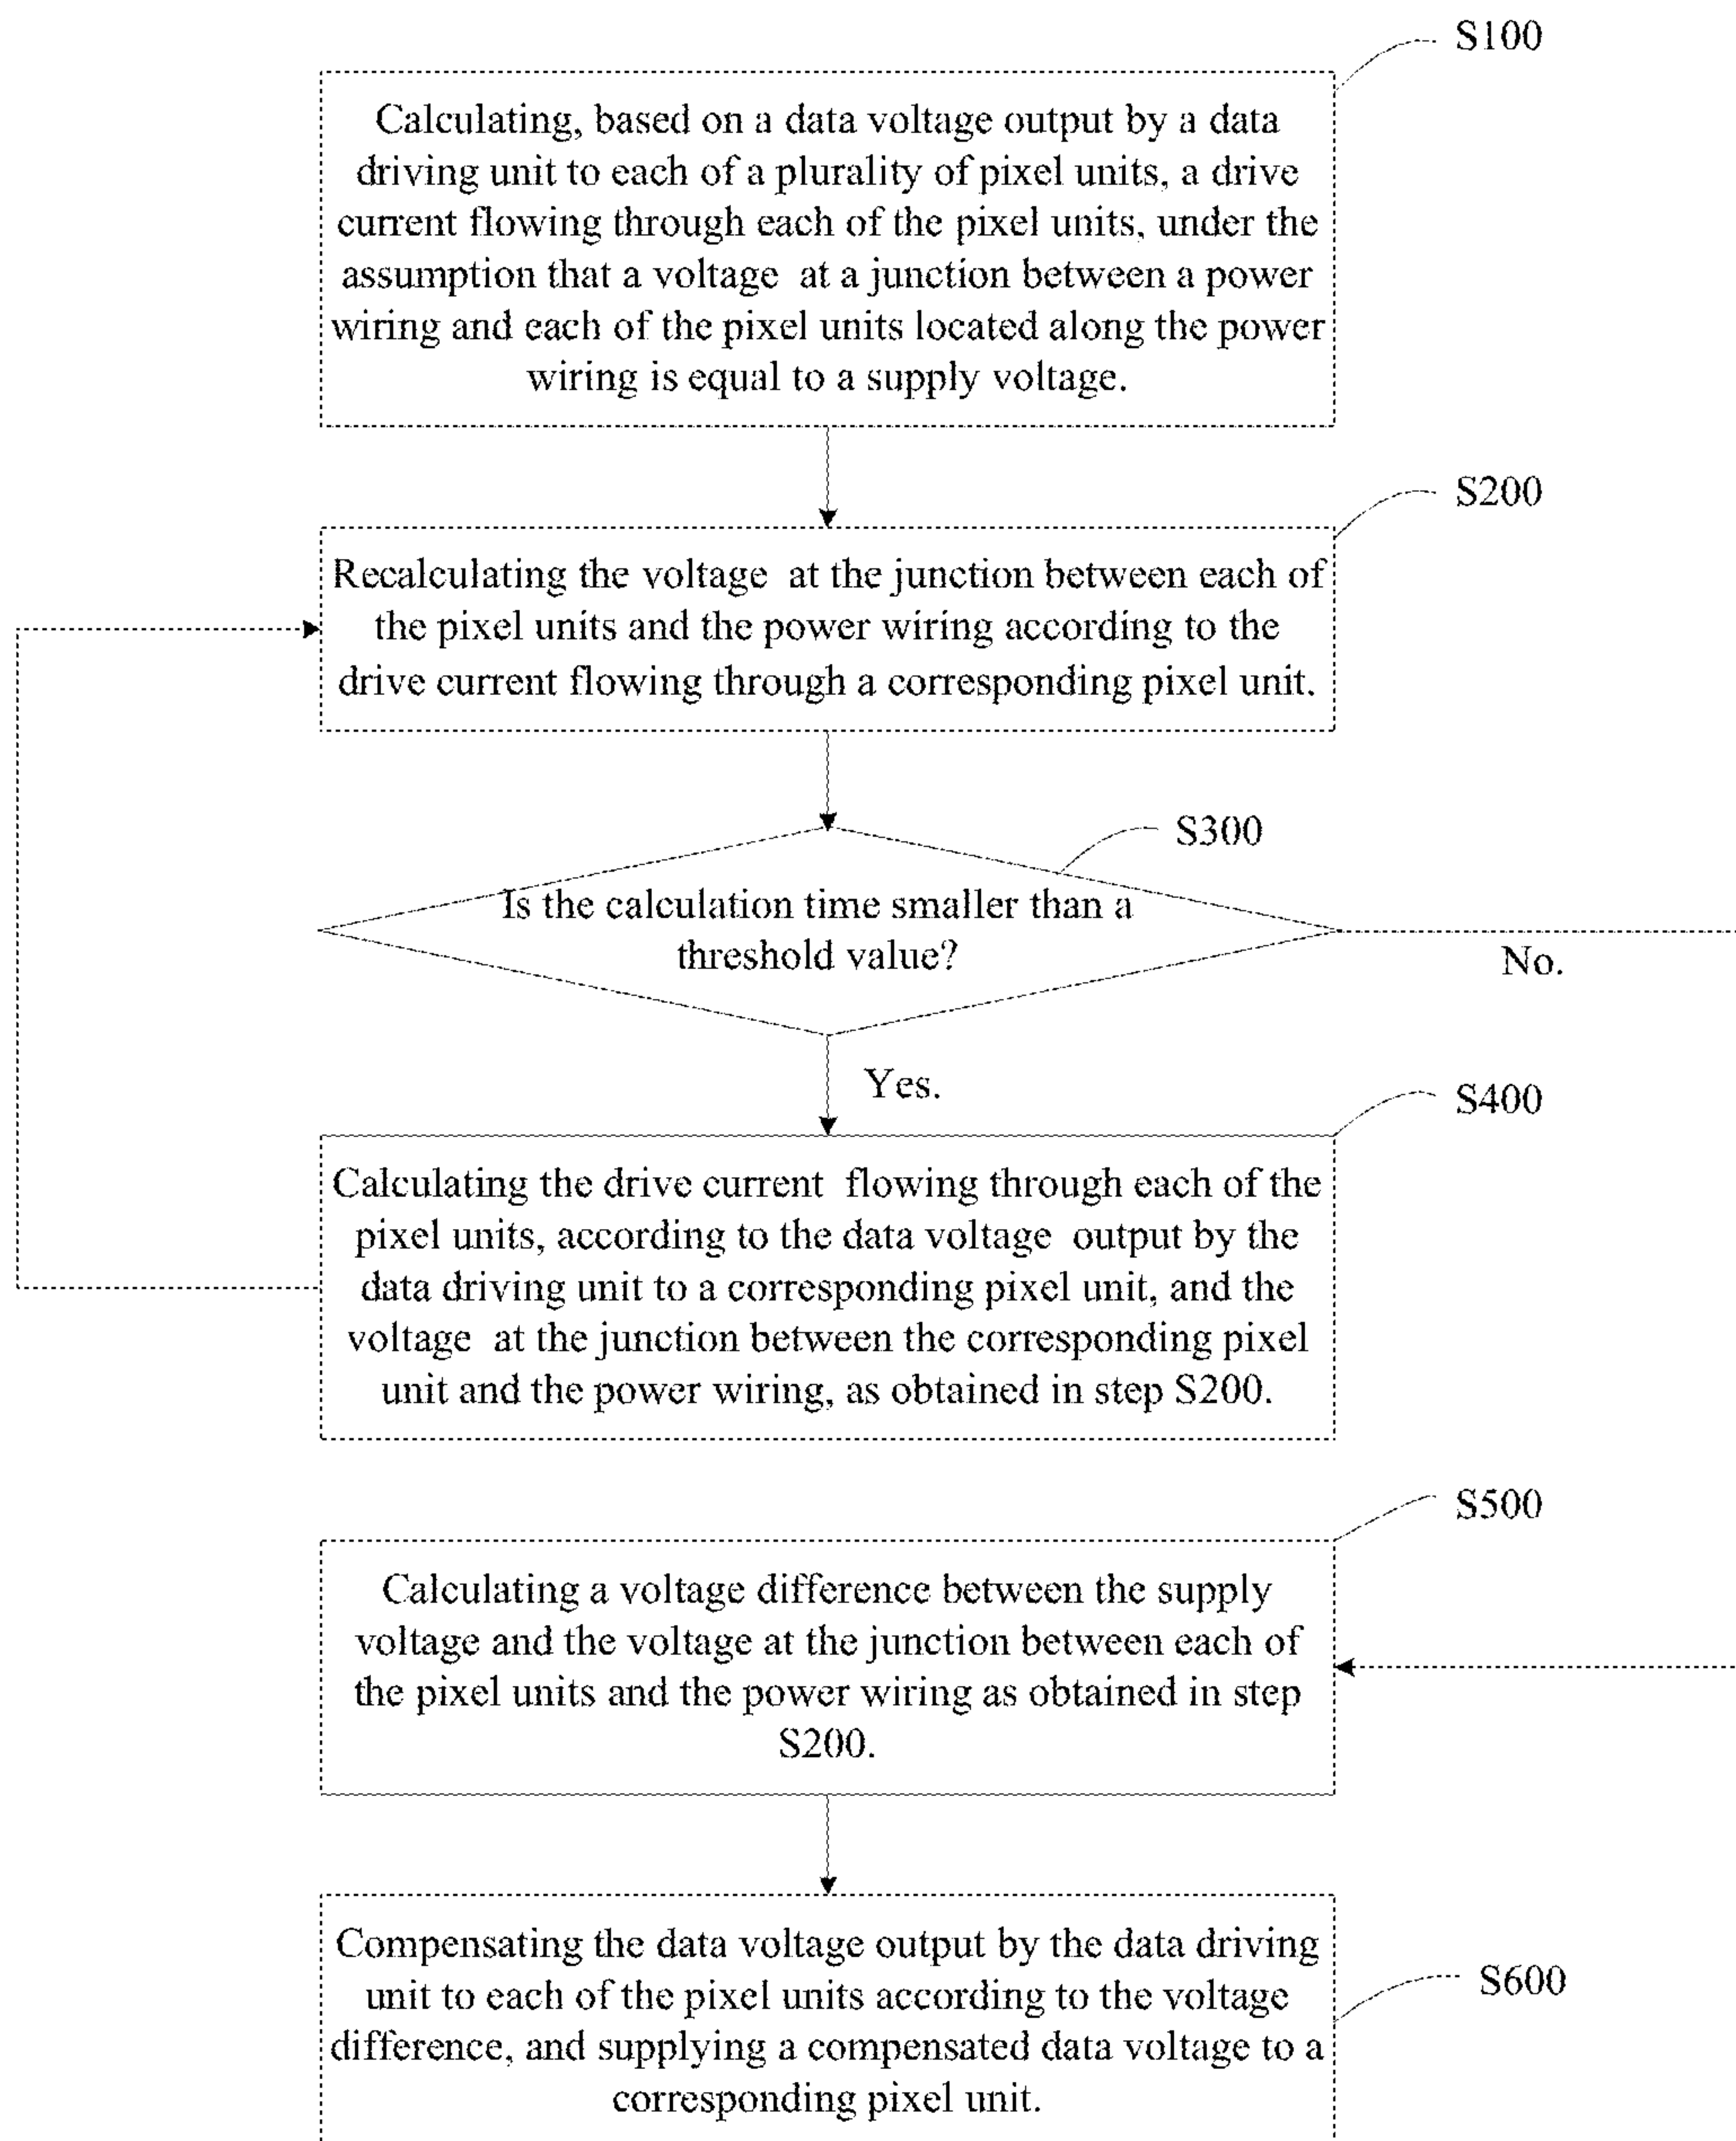 S100
Calculating, based on a data voltage output by a data
driving unit to each of a plurality of pixel units, a drive
current flowing through each of the pixel units, under the
assumption that a voltage at a junction between a power
wiring and each of the pixel units located along the power
wiring is equal to a supply voltage.
S200
Recalculating the voltage at the junction between each of
the pixel units and the power wiring according to the
drive current flowing through a corresponding pixel unit.
S300
Is the calculation time smaller than a
threshold value?
No.
Yes.
S400
Calculating the drive current flowing through each of the
pixel units, according to the data voltage output by the
data driving unit to a corresponding pixel unit, and the
voltage at the junction between the corresponding pixel
unit and the power wiring, as obtained in step S200.
S500
Calculating a voltage difference between the supply
voltage and the voltage at the junction between each of
the pixel units and the power wiring as obtained in step
S200.
Compensating the data voltage output by the data driving
unit to each of the pixel units according to the voltage
S600
difference, and supplying a compensated data voltage to a
corresponding pixel unit.